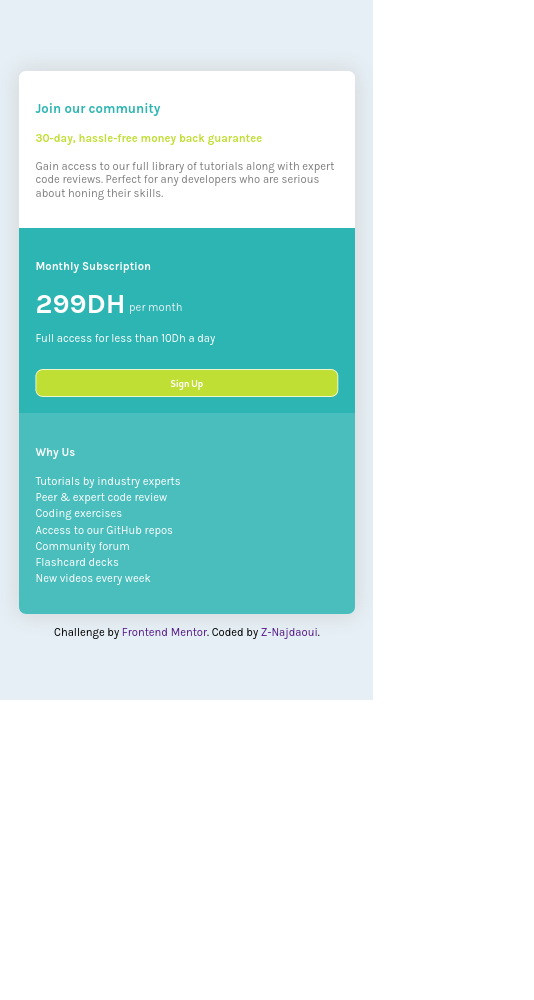 Join our community
30-day, hassle-free money back guarantee
Gain access to our full library of tutorials along with expert
code reviews. Perfect for any developers who are serious
about honing their skills.
Monthly Subscription
299DH per month
Full access for less than 10Dh a day
Sign Up
Why Us
Tutorials by industry experts
Peer & expert code review
Coding exercises
Access to our GitHub repos
Community forum
Flashcard decks
New videos every week
Challenge by Frontend Mentor. Coded by Z-Najdaoui.